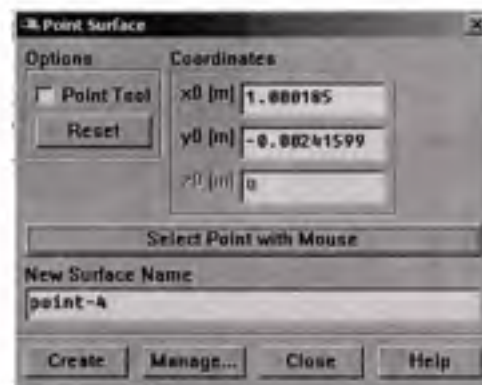 Point Surface
Options
Coordinates
Point Tool
Reset
x0 (m) 1.000185
y0 (m) -0.00241599
z0 (m) 0
Select Point with Mouse
New Surface Name
point-4
Create Manage... Close Help